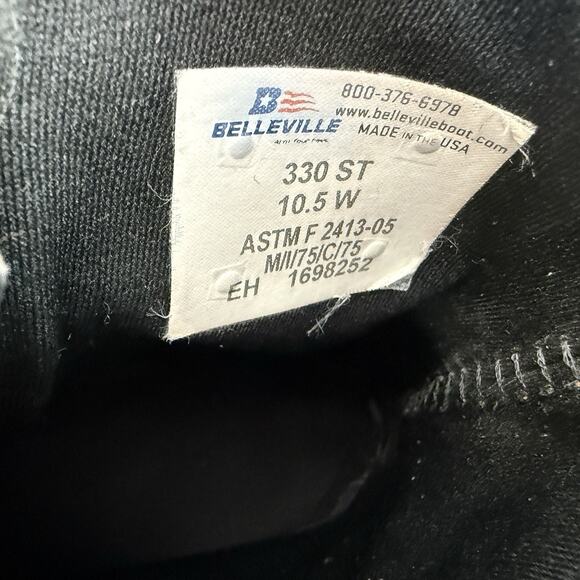 B
BELLEVILLE
800-376-6978
www.bellevilleboot.com
MADE IN THE USA
330 ST
10.5 W
ASTM F 2413-05
M/I/75/C/75
EH 1698252